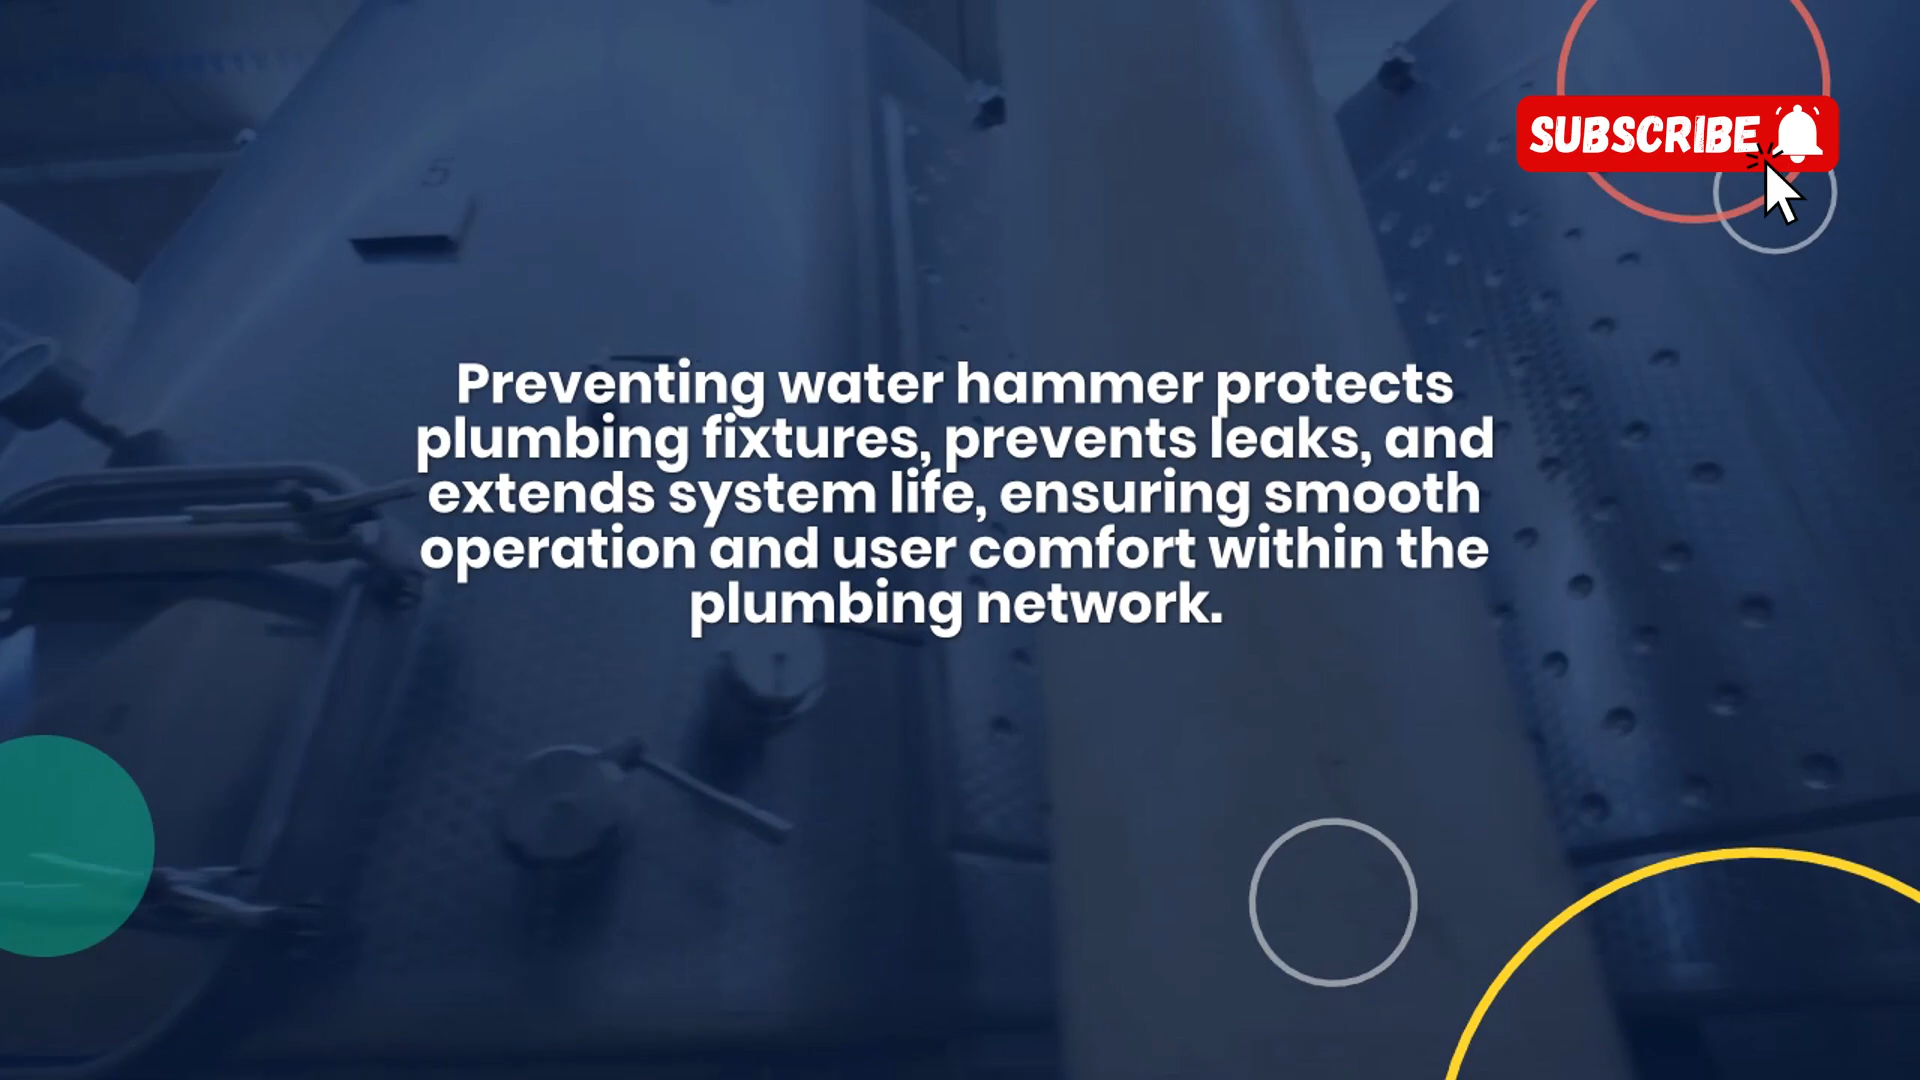 SUBSCRIBE
5
Preventing water hammer protects
plumbing fixtures, prevents leaks, and
extends system life, ensuring smooth
operation and user comfort within the
plumbing network.